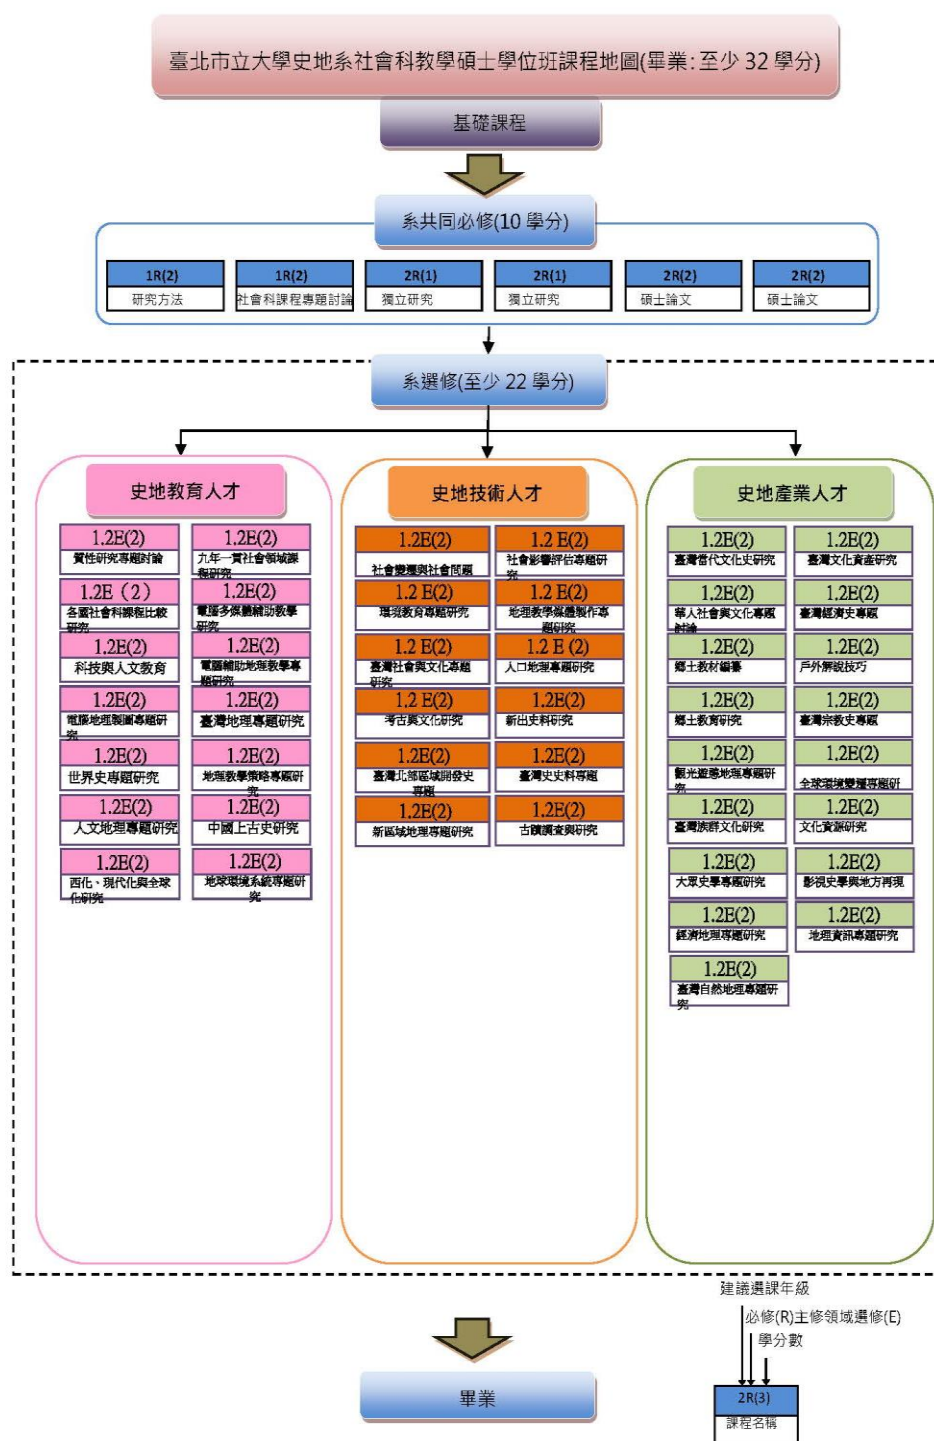 臺北市立大學史地系社會科教學碩士學位班課程地圖(畢業：至少 32 學分)
基礎課程
系共同必修(10 學分)
1R(2)
研究方法
1R(2)
社會科課程專題討論
2R(1)
獨立研究
2R(1)
獨立研究
2R(2)
碩士論文
2R(2)
碩士論文
系選修(至少 22 學分)
史地教育人才
1.2E(2)
質性研究專題討論
1.2E(2)
九年一貫社會領域課
程研究
1.2E（2）
各國社會科課程比較
研究
1.2E(2)
電腦多媒體輔助教學
研究
1.2E(2)
科技與人文教育
1.2E(2)
電腦輔助地理教學專
題研究
1.2E(2)
電腦地理製圖專題研
究
1.2E(2)
臺灣地理專題研究
1.2E(2)
世界史專題研究
1.2E(2)
地理教學策略專題研
究
1.2E(2)
人文地理專題研究
1.2E(2)
中國上古史研究
1.2E(2)
西化、現代化與全球
化研究
1.2E(2)
地球環境系統專題研
究
史地技術人才
1.2E(2)
社會變遷與社會問題
1.2E(2)
社會影響評估專題研
究
1.2 E(2)
環境教育專題研究
1.2 E(2)
地理教學媒體製作專
題研究
1.2 E(2)
臺灣社會與文化專題
研究
1.2 E (2)
人口地理專題研究
1.2 E(2)
考古與文化研究
1.2E(2)
新出史料研究
1.2E(2)
臺灣北部區域開發史
專題
1.2E(2)
臺灣史史料專題
1.2E(2)
新區域地理專題研究
1.2E(2)
古蹟調查與研究
史地產業人才
1.2E(2)
臺灣當代文化史研究
1.2E(2)
臺灣文化資產研究
1.2E(2)
華人社會與文化專題
討論
1.2E(2)
臺灣經濟史專題
1.2E(2)
鄉土教材編纂
1.2E(2)
戶外解說技巧
1.2E(2)
鄉土教育研究
1.2E(2)
臺灣宗教史專題
1.2E(2)
觀光遊憩地理專題研
究
1.2E(2)
全球環境變遷專題研
1.2E(2)
臺灣族群文化研究
1.2E(2)
文化資源研究
1.2E(2)
大眾史學專題研究
1.2E(2)
影視史學與地方再現
1.2E(2)
經濟地理專題研究
1.2E(2)
地理資訊專題研究
1.2E(2)
臺灣自然地理專題研
究
建議選課年級
必修(R)主修領域選修(E)
學分數
2R(3)
課程名稱
畢業